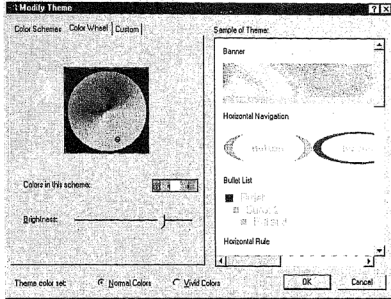 Modify Theme
Color Schemes Color Wheel Custom
Sample of Theme:
Banner
Horizontal Navigation
Colors in this scheme:
Bullet List
Brightness:
Horizontal Rule
Theme color set: Normal Colors Vivid Colors
OK Cancel